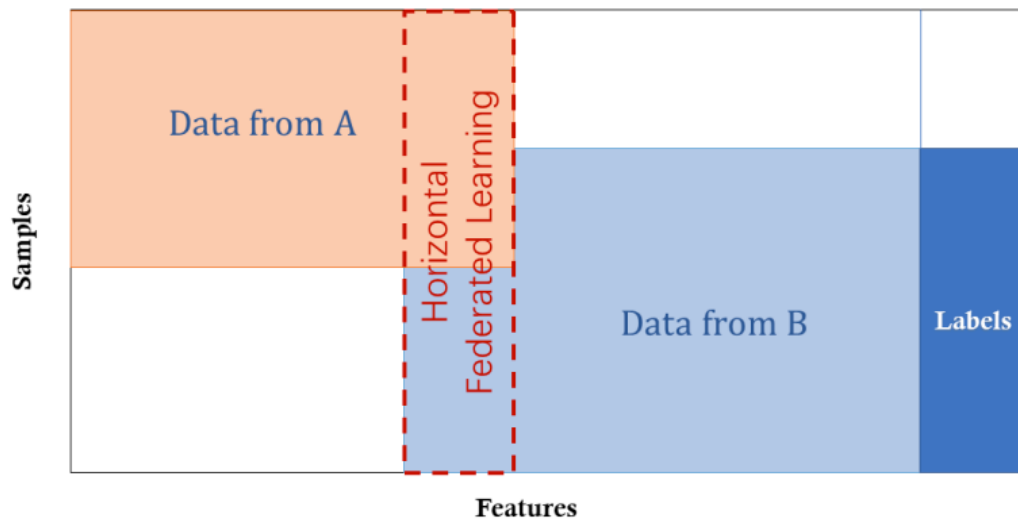 Data from A
Horizontal
Federated Learning
Samples
Data from B
Labels
Features